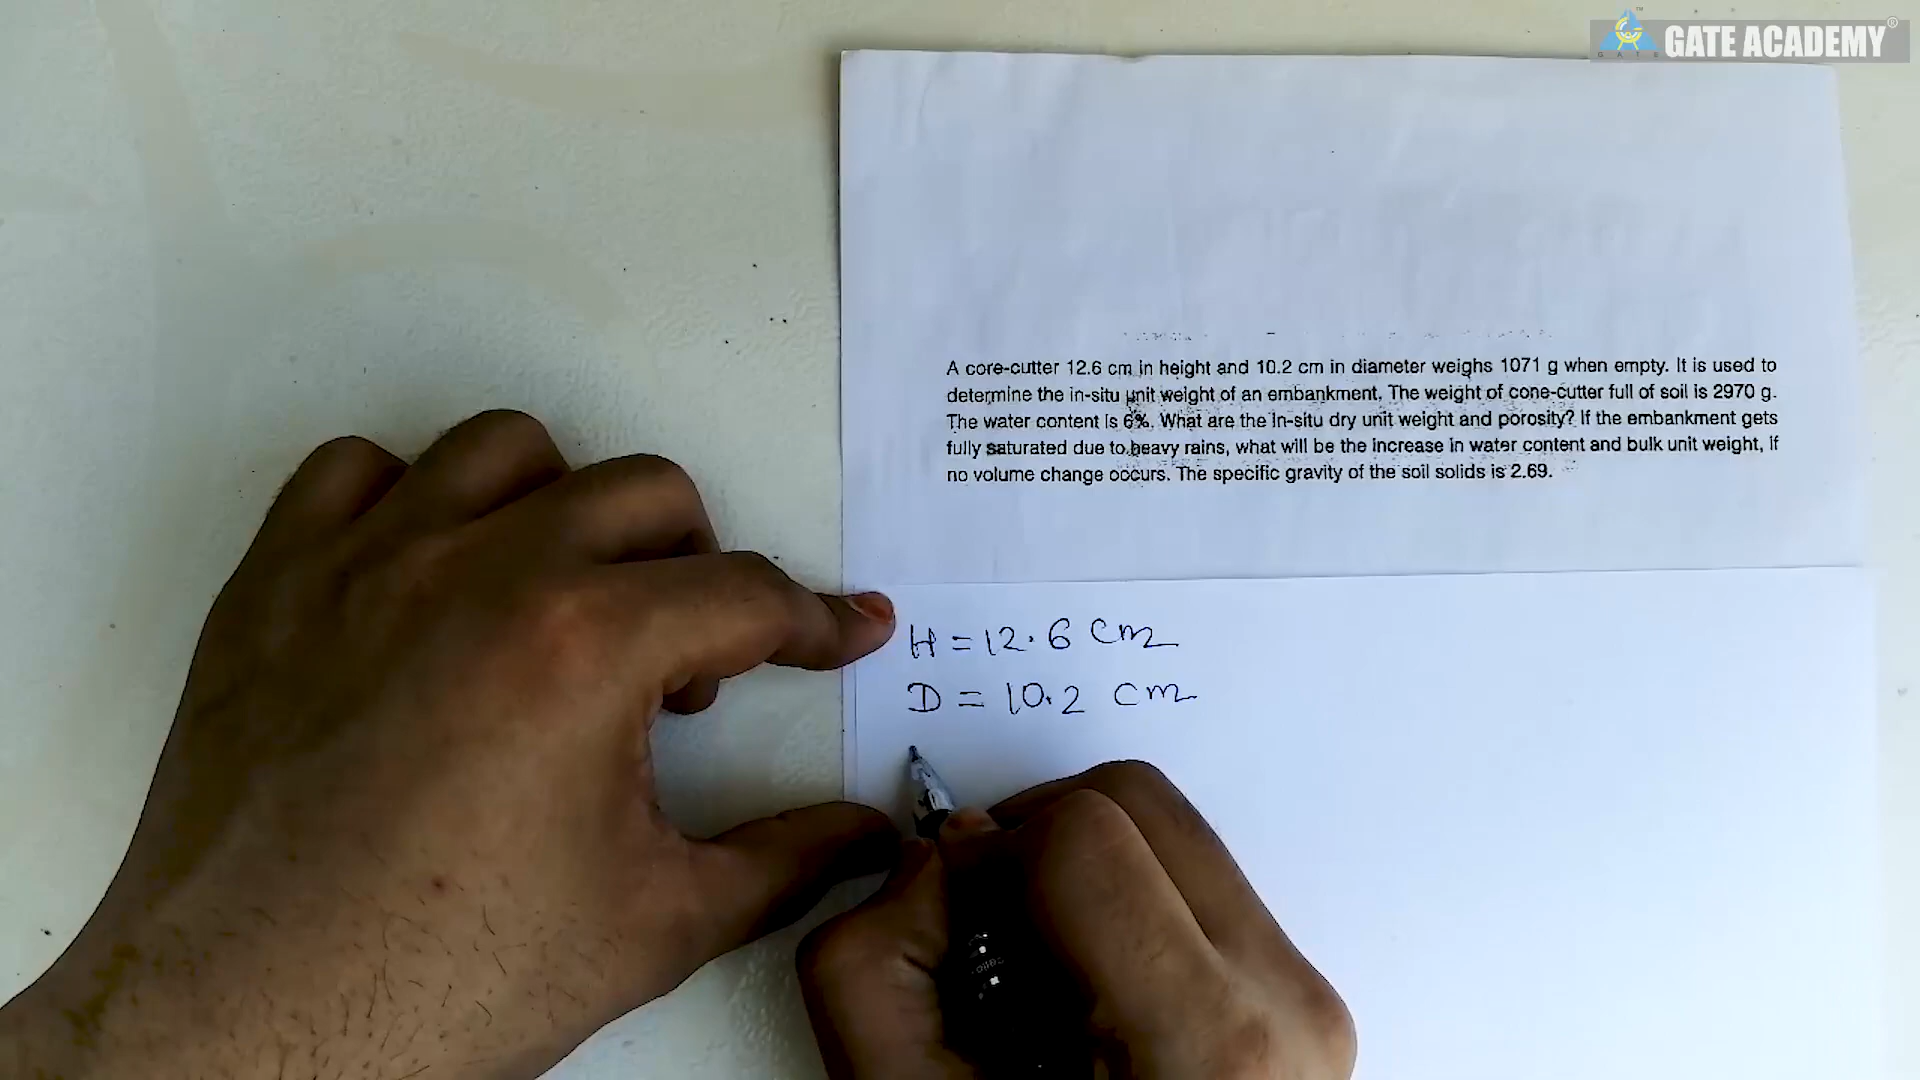 GATE ACADEMY®
A core-cutter 12.6 cm in height and 10.2 cm in diameter weighs 1071 g when empty. It is used to
determine the in-situ unit weight of an embankment. The weight of cone-cutter full of soil is 2970 g.
The water content is 6%. What are the in-situ dry unit weight and porosity? If the embankment gets
fully saturated due to heavy rains, what will be the increase in water content and bulk unit weight, if
no volume change occurs. The specific gravity of the soil solids is 2.69.
H = 12.6 cm
D = 10.2 cm